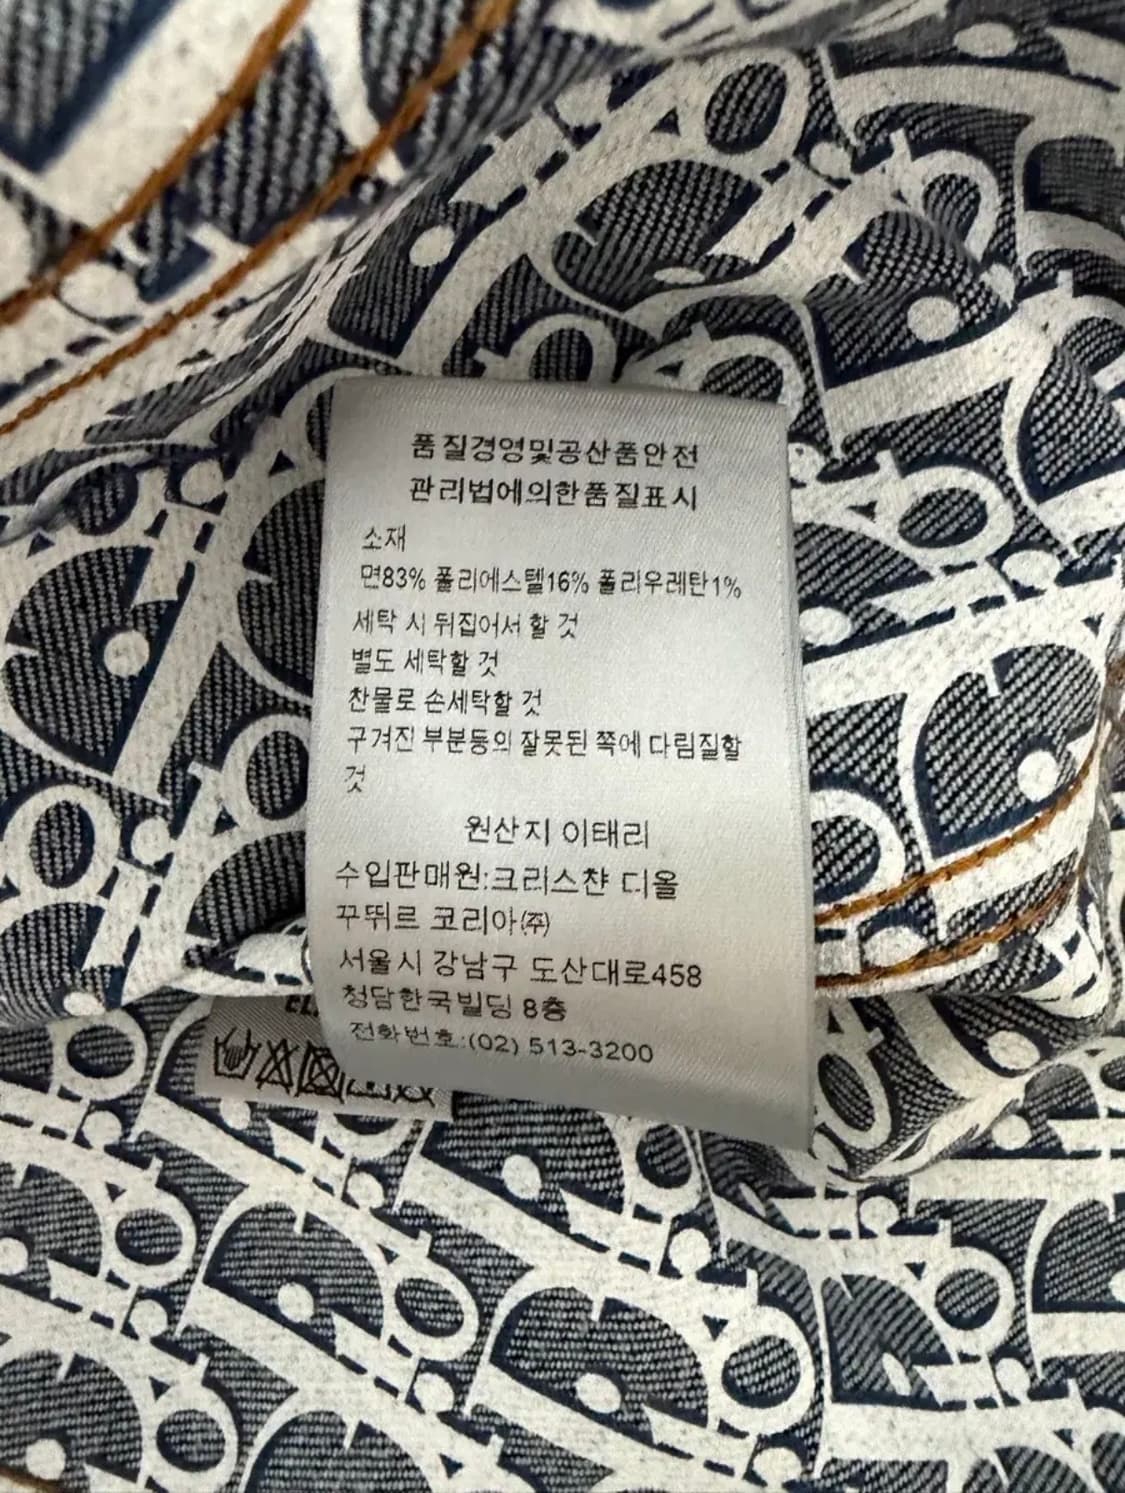 품질경영및공산품안전
관리법에의한품질표시
소재
면83% 폴리에스텔16% 폴리우레탄1%
세탁 시 뒤집어서 할 것
별도 세탁할 것
찬물로 손세탁할 것
구겨진 부분등의 잘못된 쪽에 다림질할
것
원산지 이태리
수입판매원:크리스챤 디올
꾸뛰르 코리아㈜
서울시 강남구 도산대로458
청담한국빌딩 8층
전화번호:(02) 513-3200